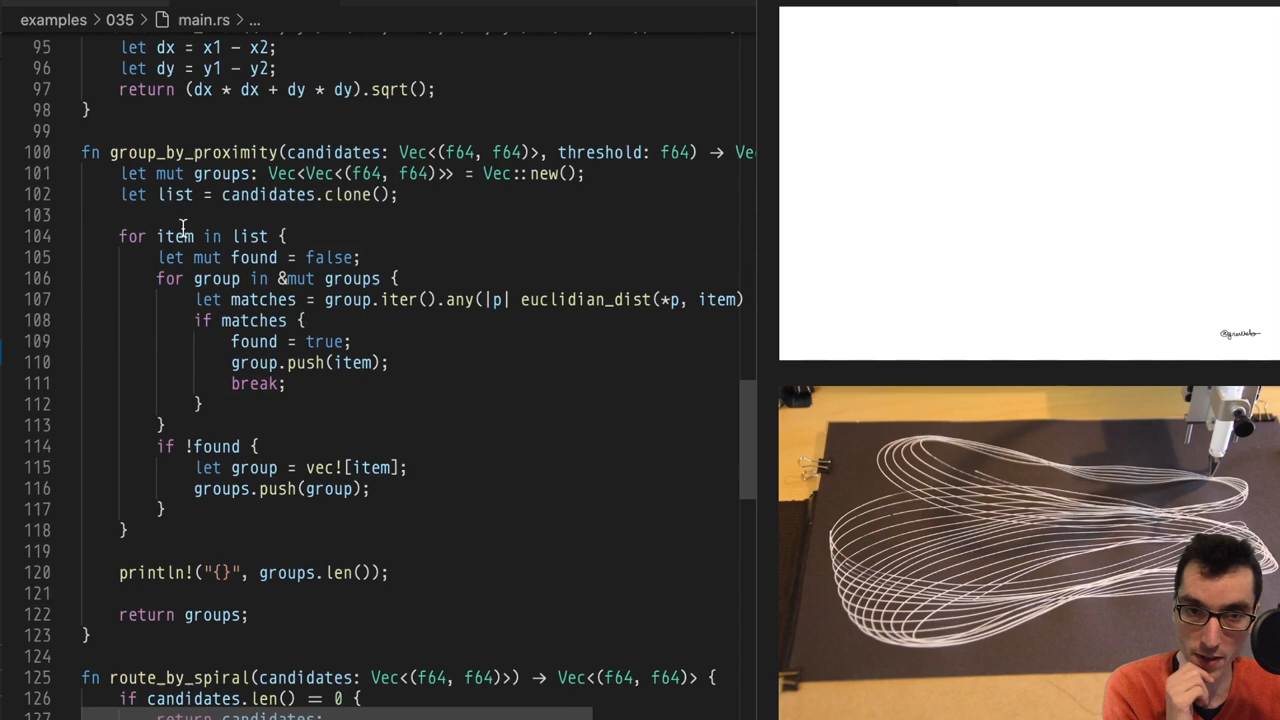 examples > 035 > main.rs > ...
95 let dx = x1 − x2;
96 let dy = y1 − y2;
97 return (dx * dx + dy * dy).sqrt();
98 }
99
100 fn group_by_proximity(candidates: Vec<(f64, f64)>, threshold: f64) → Ve
101 let mut groups: Vec<Vec<(f64, f64)>> = Vec::new();
102 let list = candidates.clone();
103
104 for item in list {
105 let mut found = false;
106 for group in &mut groups {
107 let matches = group.iter().any(|p| euclidian_dist(*p, item)
108 if matches {
109 found = true;
110 group.push(item);
111 break;
112 }
113 }
114 if !found {
115 let group = vec![item];
116 groups.push(group);
117 }
118 }
119
120 println!("{}", groups.len());
121
122 return groups;
123 }
124
125 fn route_by_spiral(candidates: Vec<(f64, f64)>) → Vec<(f64, f64)> {
126 if candidates.len() == 0 {
127 return candidates;